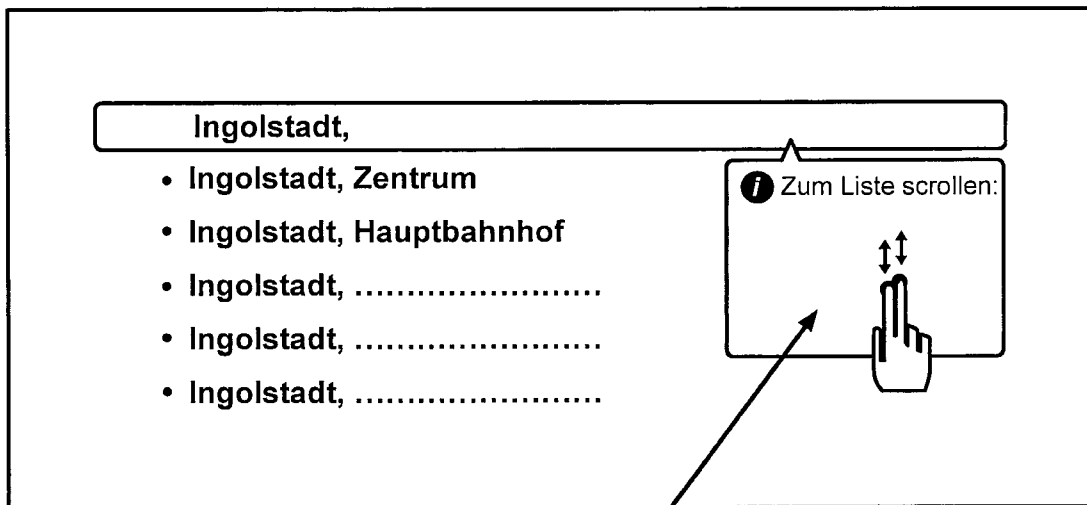 Ingolstadt,
• Ingolstadt, Zentrum
• Ingolstadt, Hauptbahnhof
• Ingolstadt, ........................
• Ingolstadt, ........................
• Ingolstadt, ........................
i Zum Liste scrollen: